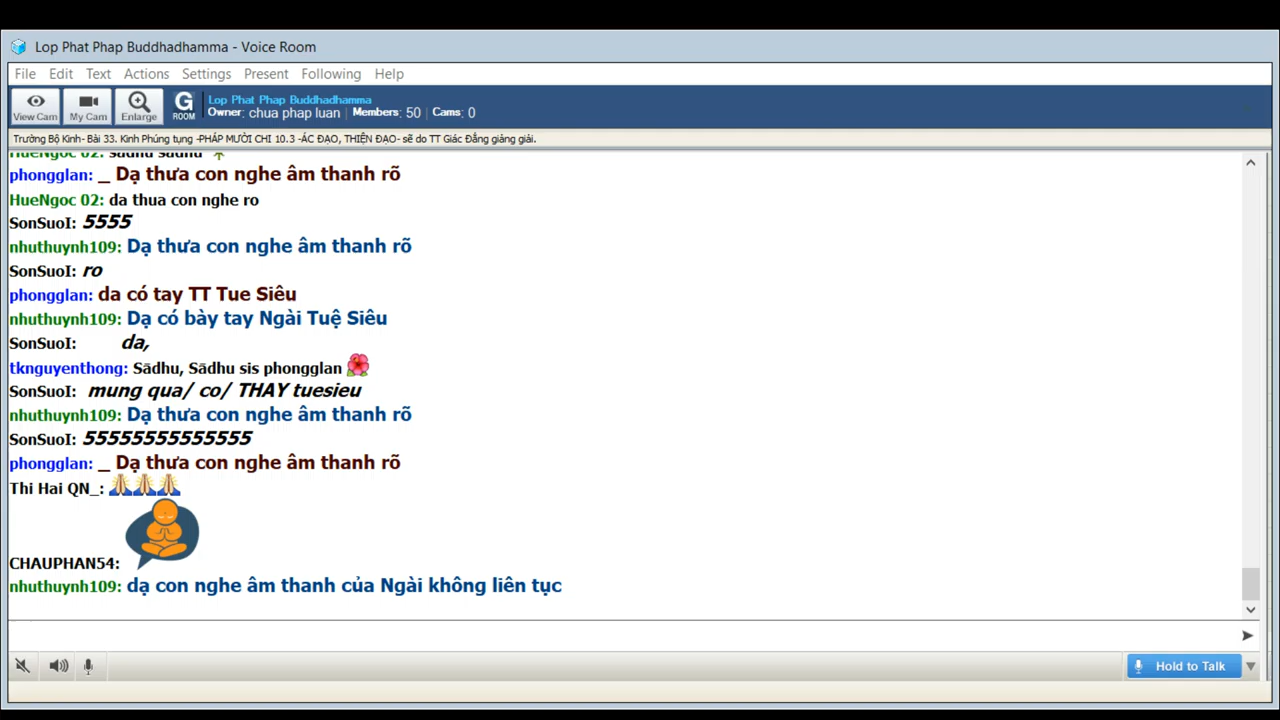 Lop Phat Phap Buddhadhamma - Voice Room
File Edit Text Actions Settings Present Following Help
View Cam My Cam Enlarge G ROOM Lop Phat Phap Buddhadhamma
Owner: chua phap luan | Members: 50 | Cams: 0
Trường Bộ Kinh- Bài 33. Kinh Phúng tụng -PHÁP MƯỜI CHI 10.3 -ÁC ĐẠO, THIỆN ĐẠO- sẽ do TT Giác Đẳng giảng giải.
HueNgoc 02: sadhu sadhu
phongglan: _ Dạ thưa con nghe âm thanh rõ
HueNgoc 02: da thua con nghe ro
SonSuoI: 5555
nhuthuynh109: Dạ thưa con nghe âm thanh rõ
SonSuoI: ro
phongglan: da có tay TT Tue Siêu
nhuthuynh109: Dạ có bày tay Ngài Tuệ Siêu
SonSuoI: da,
tknguyenthong: Sādhu, Sādhu sis phongglan
SonSuoI: mung qua/ co/ THAY tuesieu
nhuthuynh109: Dạ thưa con nghe âm thanh rõ
SonSuoI: 55555555555555
phongglan: _ Dạ thưa con nghe âm thanh rõ
Thi Hai QN_:
CHAUPHAN54:
nhuthuynh109: dạ con nghe âm thanh của Ngài không liên tục
Hold to Talk